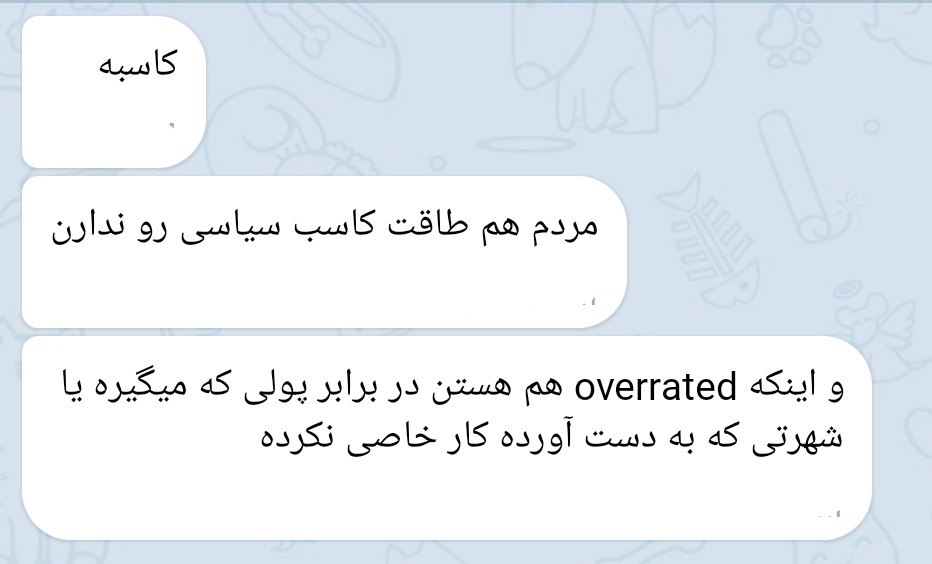 کاسبه
مردم هم طاقت کاسب سیاسی رو ندارن
و اینکه overrated هم هستن در برابر پولی که میگیره یا
شهرتی که به دست آورده کار خاصی نکرده